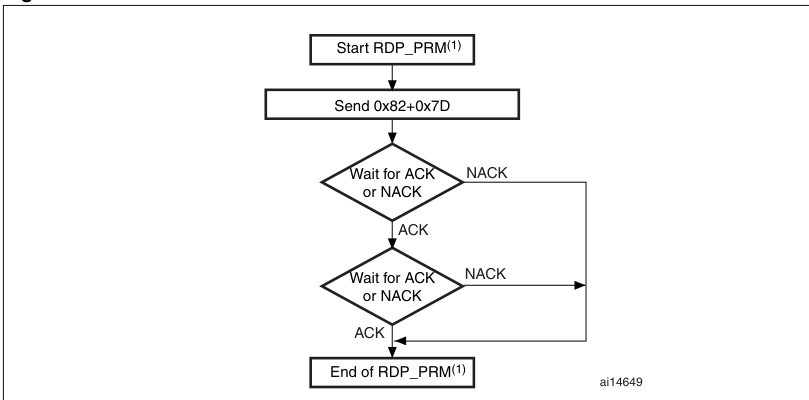 Start RDP_PRM(1)
Send 0x82+0x7D
Wait for ACK
or NACK
NACK
ACK
Wait for ACK
or NACK
NACK
ACK
End of RDP_PRM(1)
ai14649